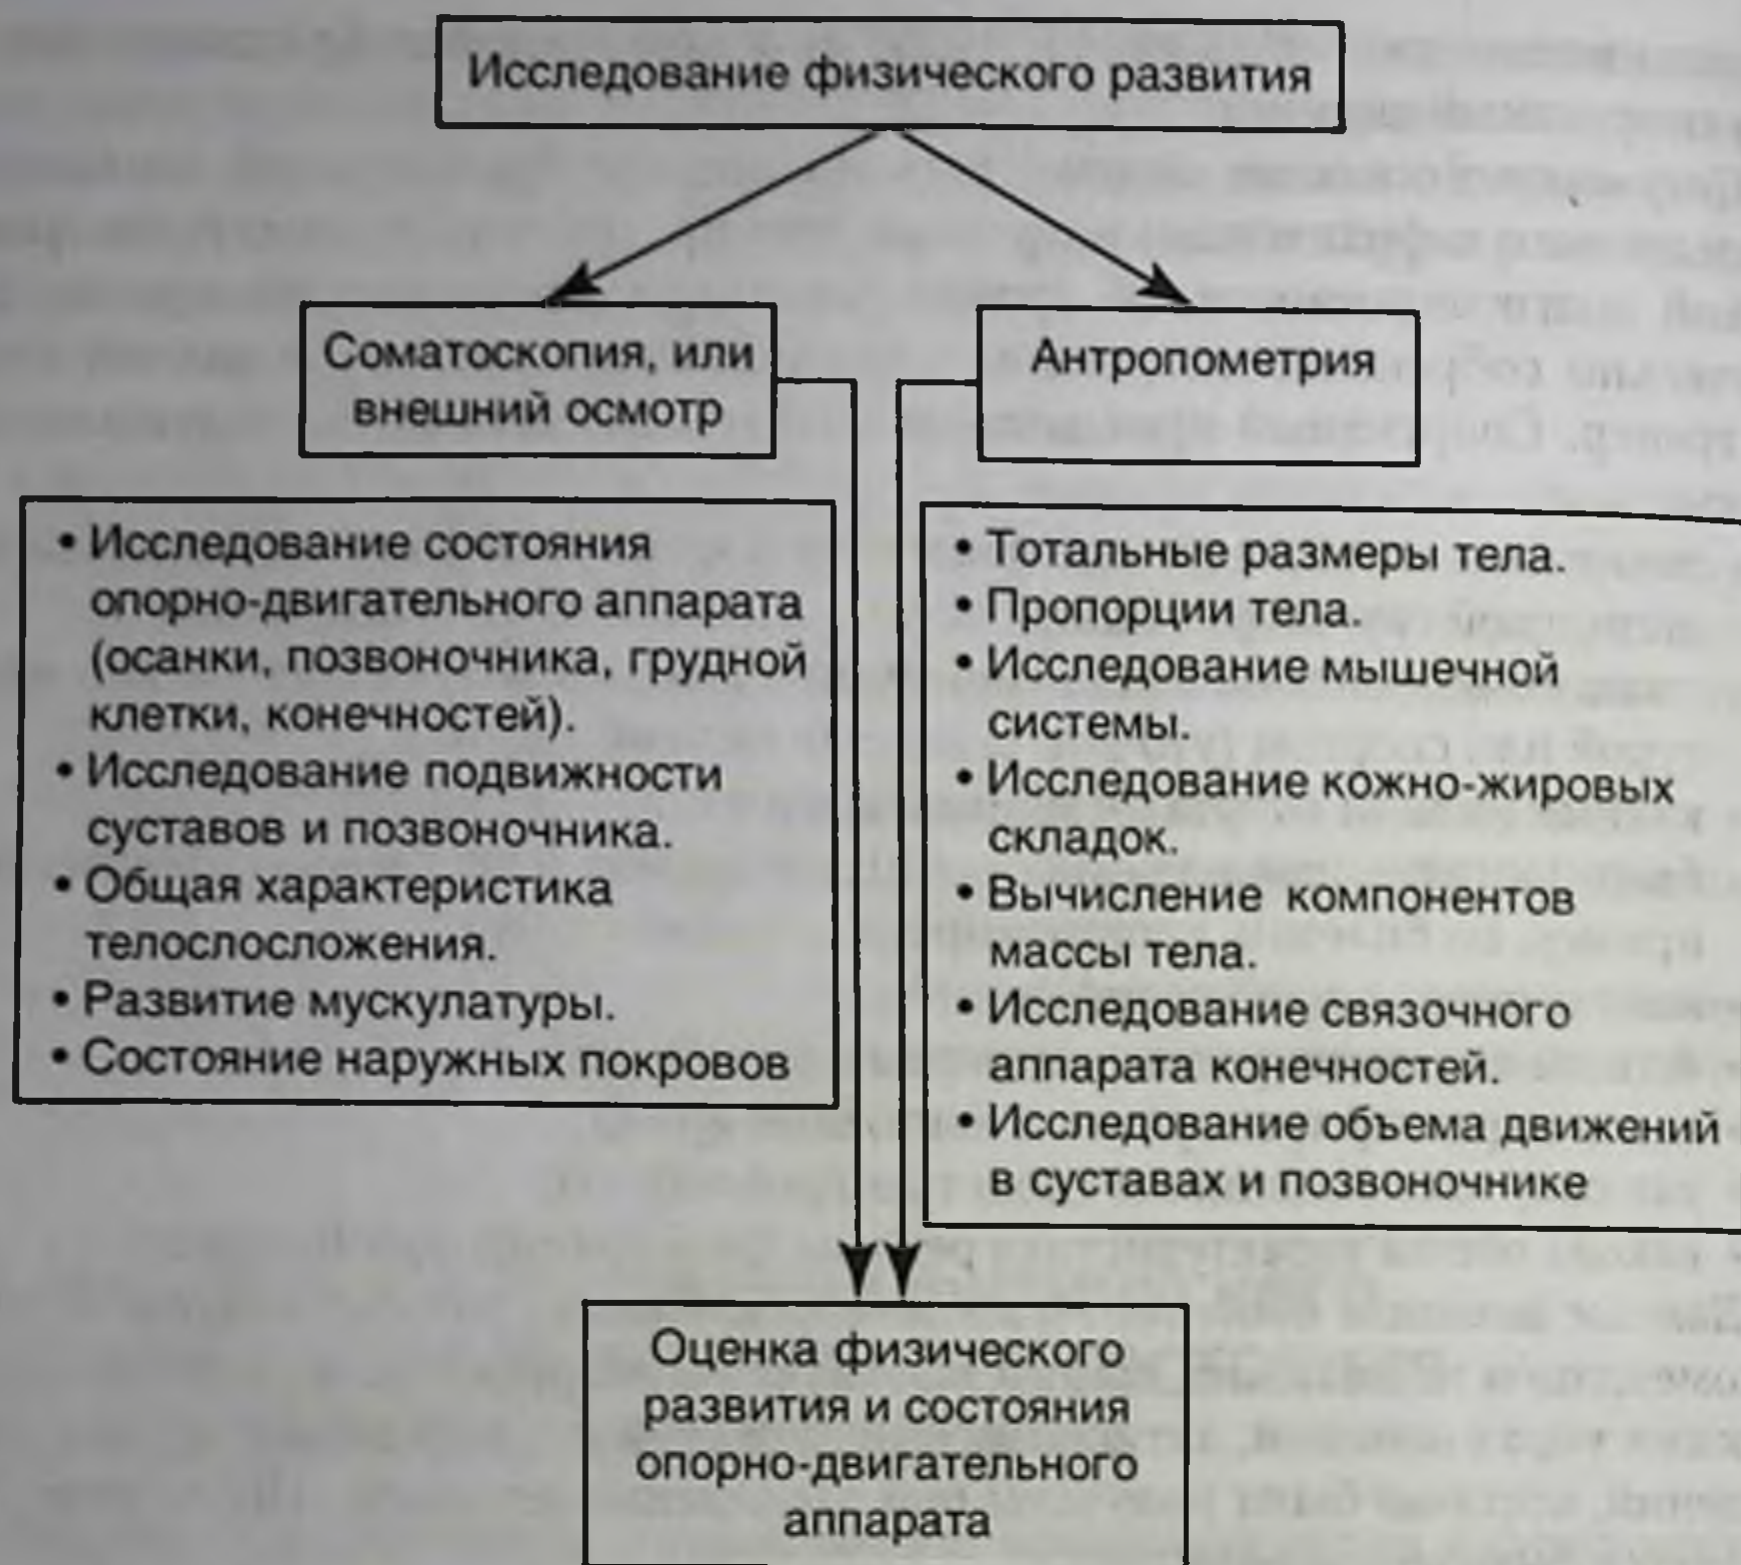 Исследование физического развития
Соматоскопия, или
внешний осмотр
Антропометрия
• Исследование состояния
опорно-двигательного аппарата
(осанки, позвоночника, грудной
клетки, конечностей).
• Исследование подвижности
суставов и позвоночника.
• Общая характеристика
телослосложения.
• Развитие мускулатуры.
• Состояние наружных покровов
• Тотальные размеры тела.
• Пропорции тела.
• Исследование мышечной
системы.
• Исследование кожно-жировых
складок.
• Вычисление компонентов
массы тела.
• Исследование связочного
аппарата конечностей.
• Исследование объема движений
в суставах и позвоночнике
Оценка физического
развития и состояния
опорно-двигательного
аппарата